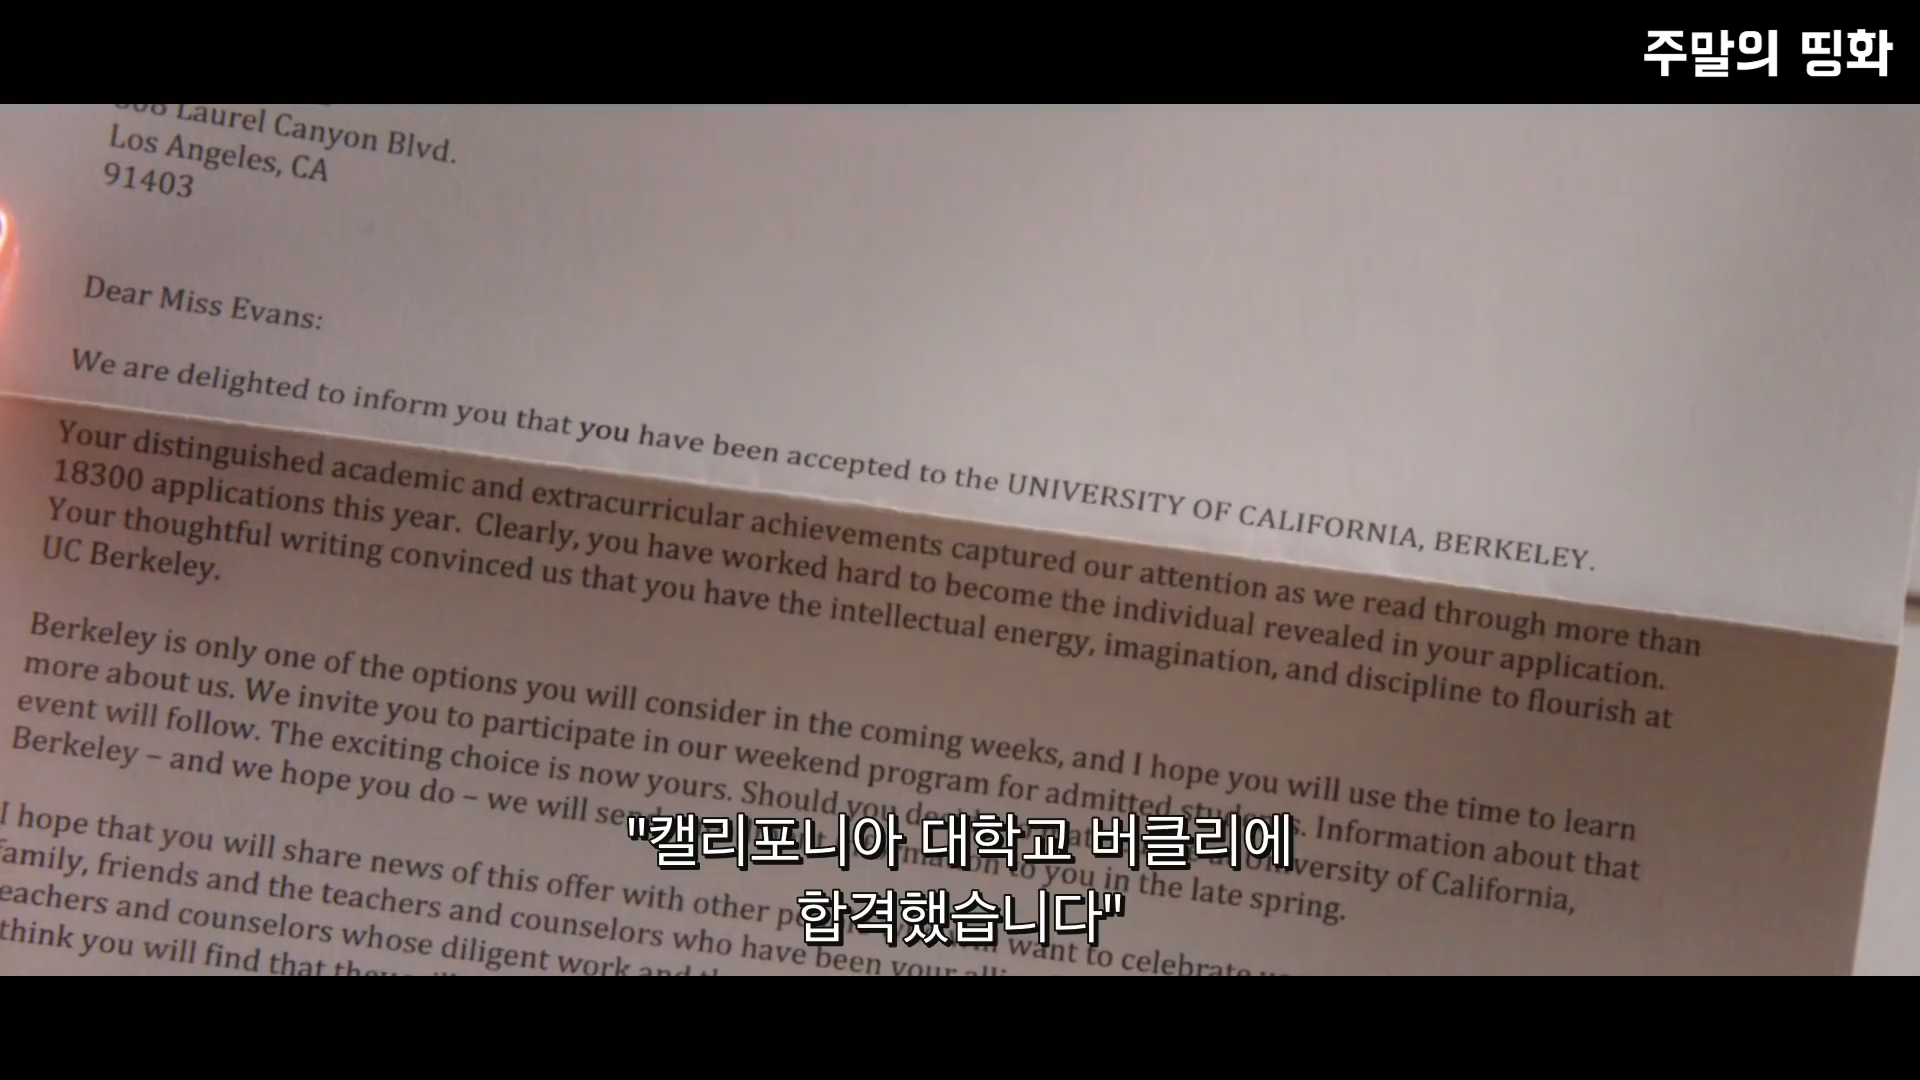 주말의 띵화
Laurel Canyon Blvd.
Los Angeles, CA
91403
Dear Miss Evans:
We are delighted to inform you that you have been accepted to the UNIVERSITY OF CALIFORNIA, BERKELEY.
Your distinguished academic and extracurricular achievements captured our attention as we read through more than
18300 applications this year. Clearly, you have worked hard to become the individual revealed in your application.
Your thoughtful writing convinced us that you have the intellectual energy, imagination, and discipline to flourish at
UC Berkeley.
Berkeley is only one of the options you will consider in the coming weeks, and I hope you will use the time to learn
more about us. We invite you to participate in our weekend program for admitted students. Information about that
event will follow. The exciting choice is now yours. Should you University of California,
Berkeley – and we hope you do – we will send to you in the late spring.
I hope that you will share news of this offer with other want to celebrate
family, friends and the teachers and counselors who have been your
teachers and counselors whose diligent work and
think you will find that they
"캘리포니아 대학교 버클리에
합격했습니다"